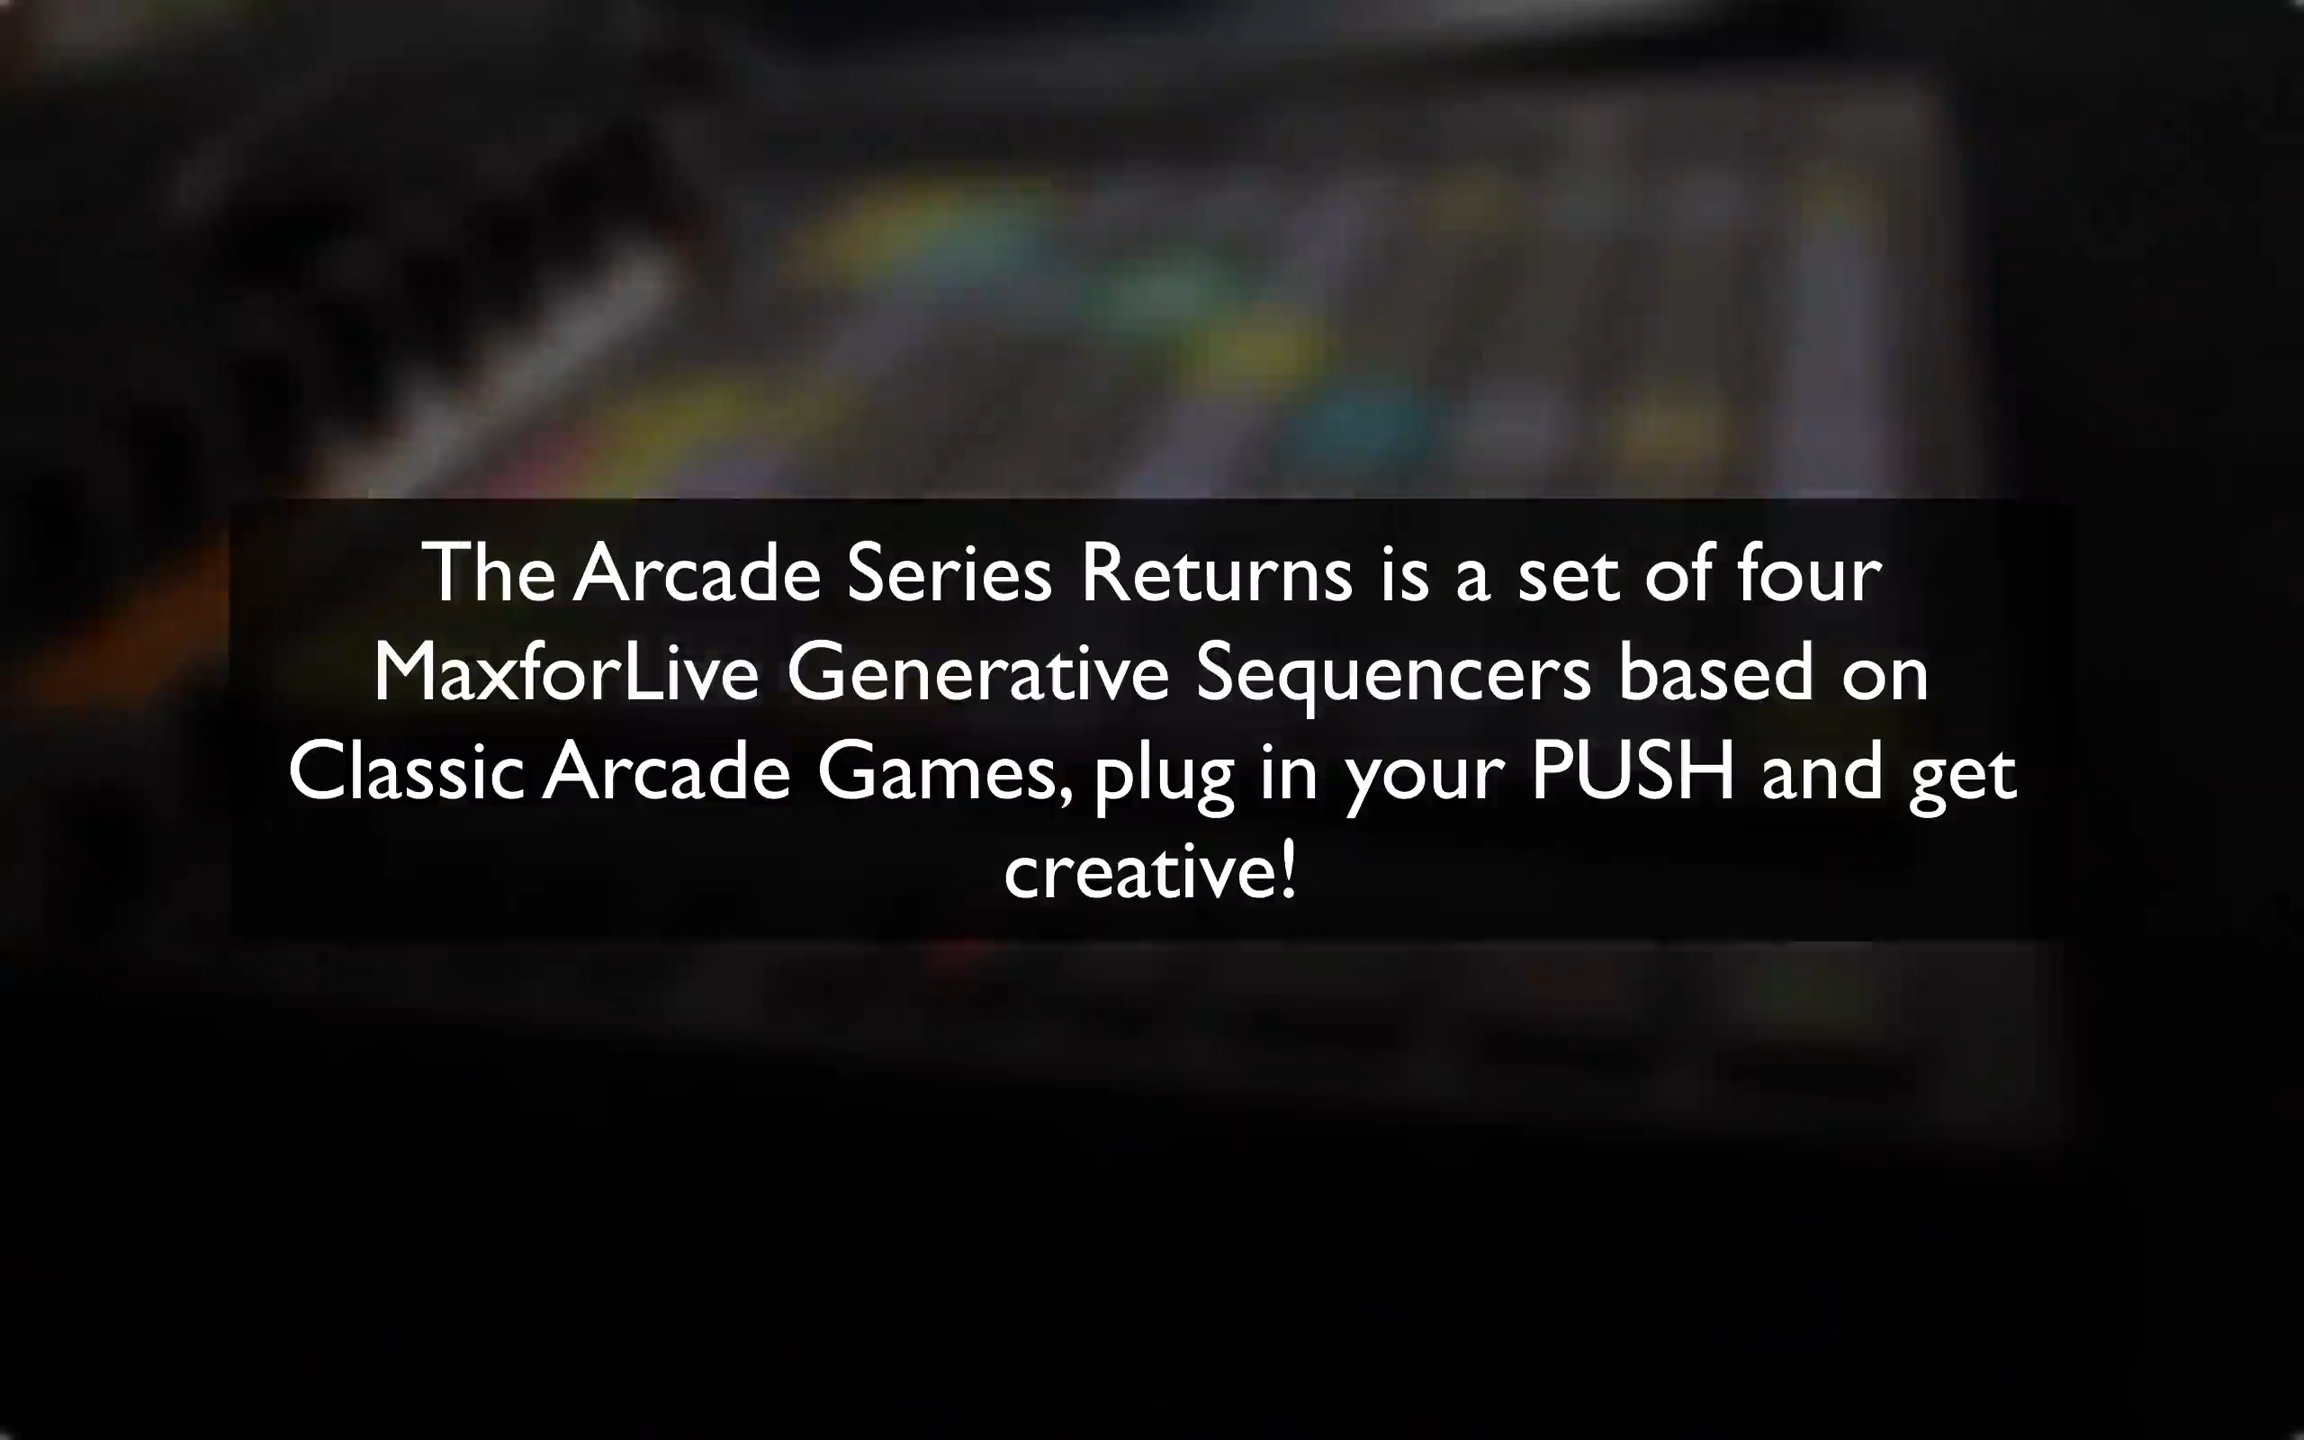 The Arcade Series Returns is a set of four
MaxforLive Generative Sequencers based on
Classic Arcade Games, plug in your PUSH and get
creative!